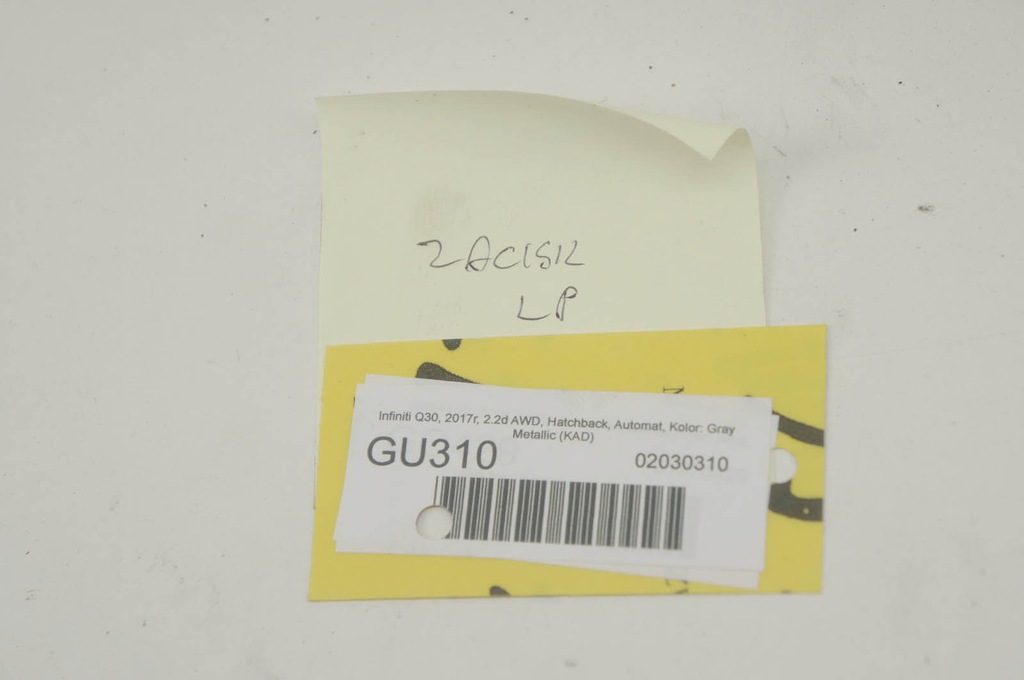 ZACISK
LP
Infiniti Q30, 2017r, 2.2d AWD, Hatchback, Automat, Kolor: Gray
Metallic (KAD)
GU310 02030310